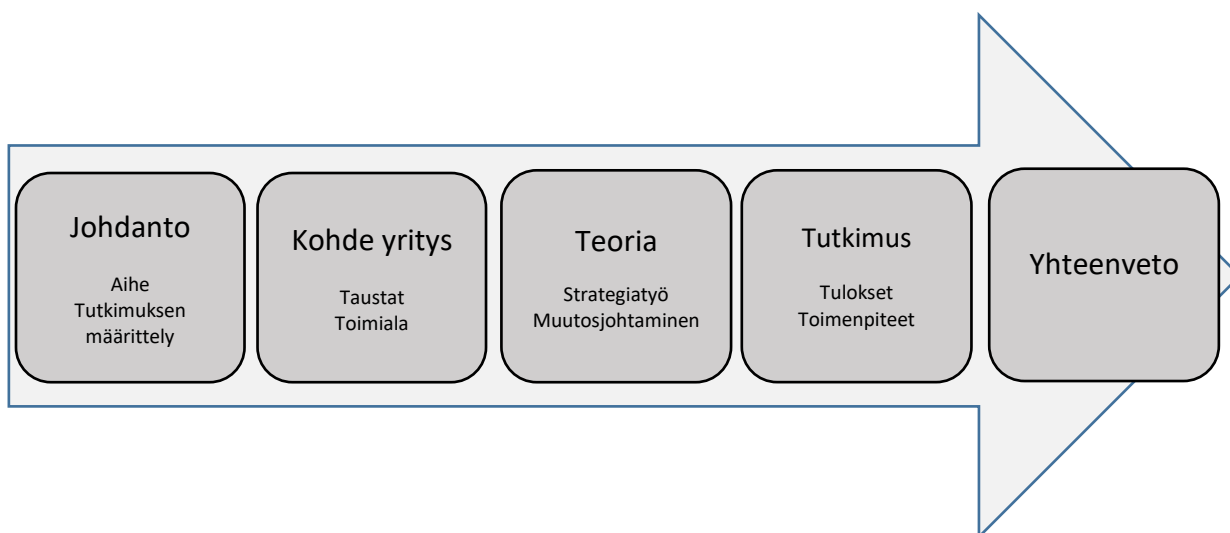 Johdanto
Aihe
Tutkimuksen
määrittely
Kohde yritys
Taustat
Toimiala
Teoria
Strategiatyö
Muutosjohtaminen
Tutkimus
Tulokset
Toimenpiteet
Yhteenveto